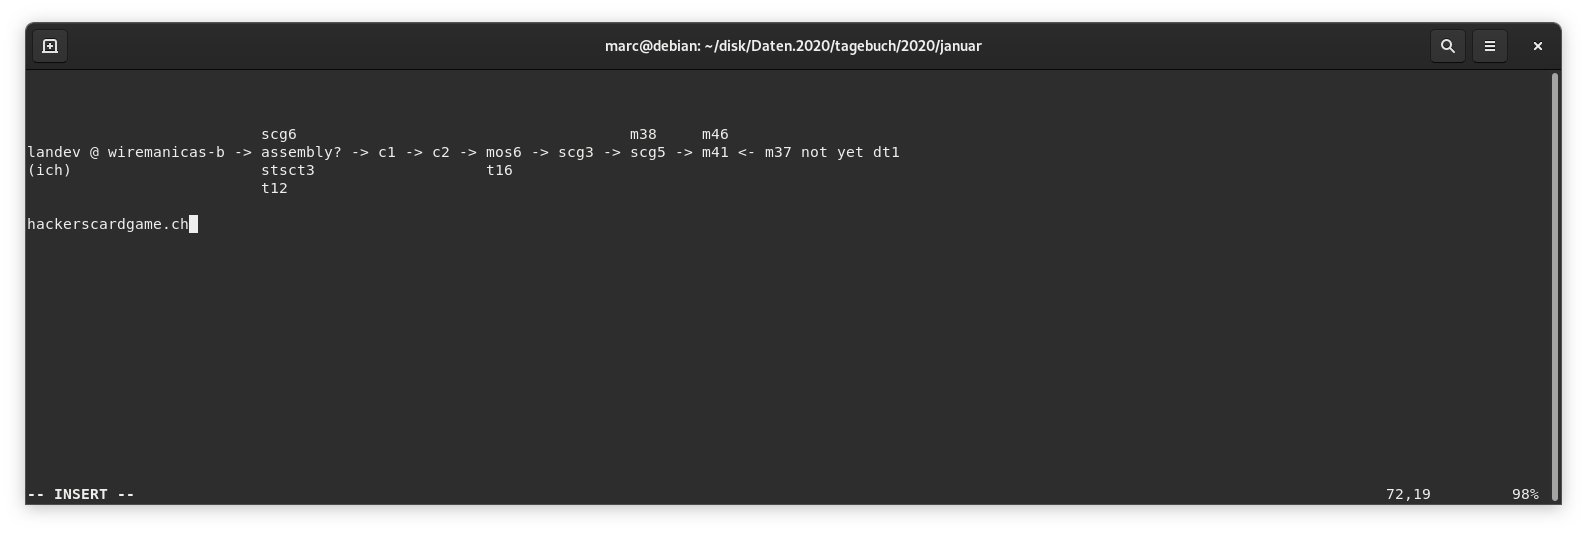 marc@debian: ~/disk/Daten.2020/tagebuch/2020/januar
scg6 m38 m46
landev @ wiremanicas-b -> assembly? -> c1 -> c2 -> mos6 -> scg3 -> scg5 -> m41 <- m37 not yet dt1
(ich) stsct3 t16
t12
hackerscardgame.ch
-- INSERT -- 72,19 98%